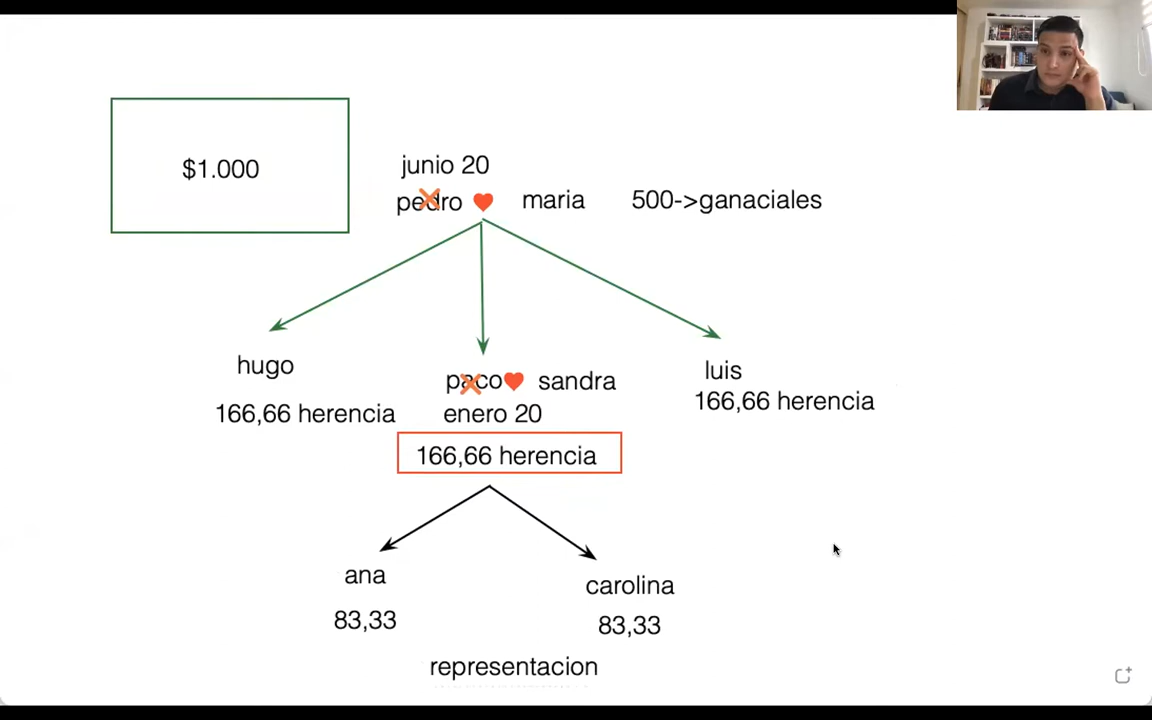 $1.000
junio 20
pedro maria 500->ganaciales
hugo
166,66 herencia
paco sandra
enero 20
166,66 herencia
luis
166,66 herencia
ana
83,33
carolina
83,33
representacion